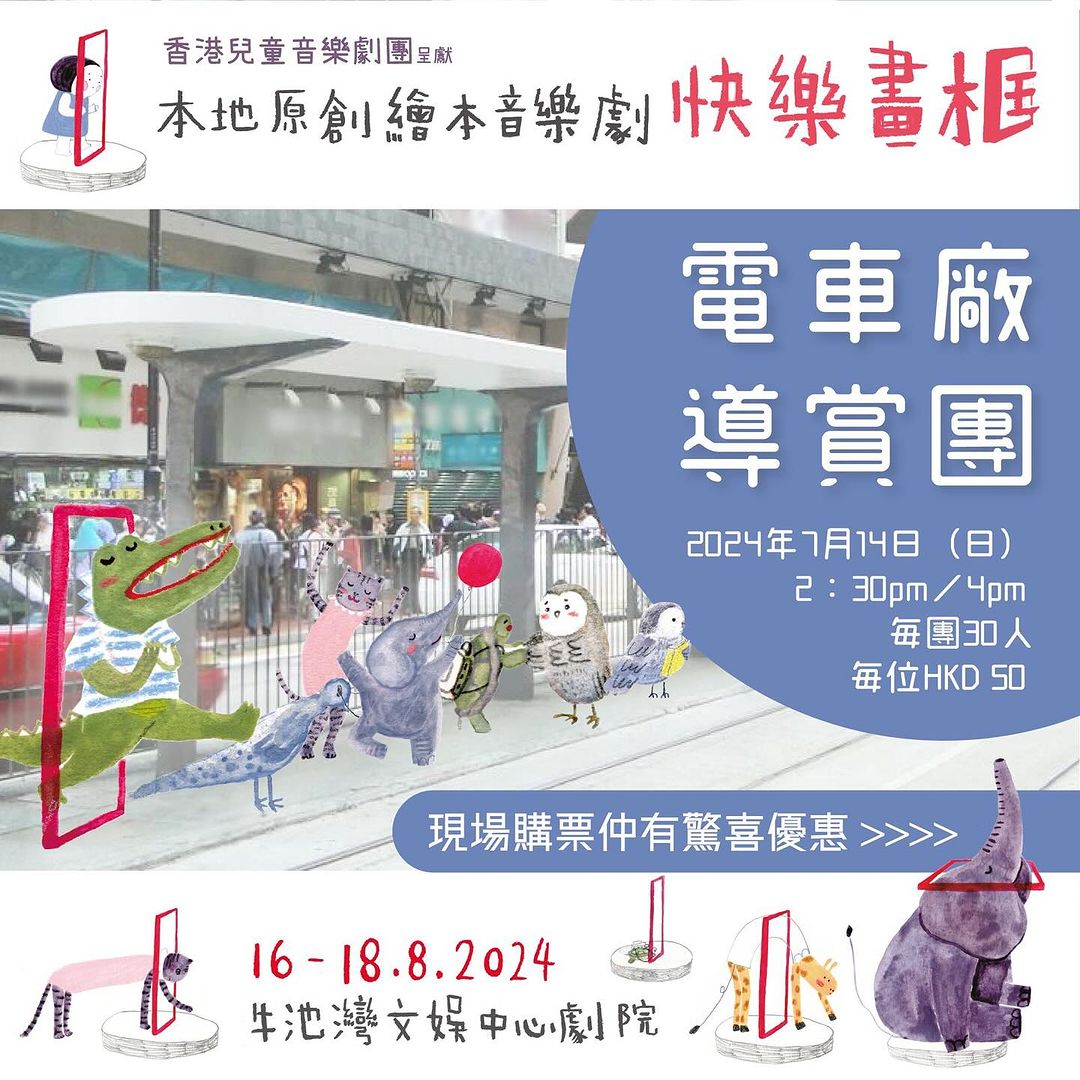 香港兒童音樂劇團呈獻
本地原創繪本音樂劇 快樂畫框
電車廠
導賞團
2024年7月14日（日）
2：30pm／4pm
每團30人
每位HKD 50
現場購票仲有驚喜優惠 >>>>
16-18.8.2024
牛池灣文娛中心劇院